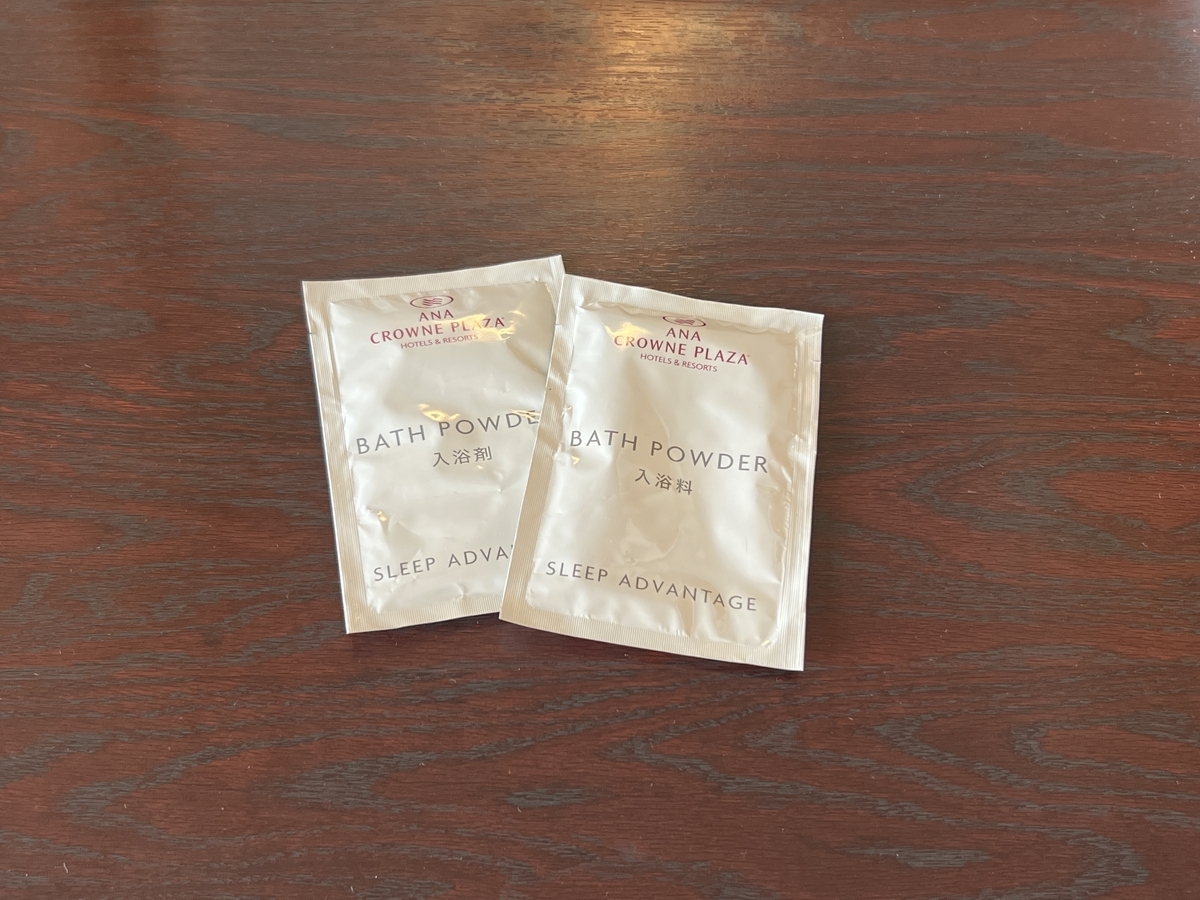 ANA
CROWNE PLAZA
HOTELS & RESORTS
BATH POWDE
入浴剤
SLEEP ADVA
ANA
CROWNE PLAZA
HOTELS & RESORTS
BATH POWDER
入浴料
SLEEP ADVANTAGE